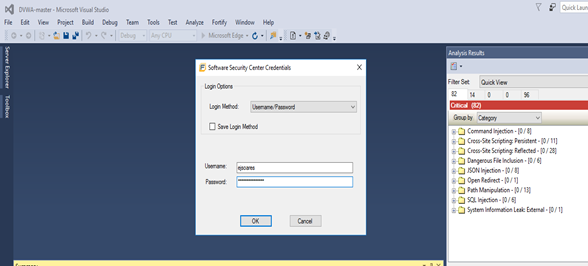 DVWA-master - Microsoft Visual Studio
Quick Laun
File Edit View Project Build Debug Team Tools Test Analyze Fortify Window Help
Debug Any CPU Microsoft Edge
Server Explorer
Toolbox
Software Security Center Credentials
Login Options
Login Method: Username/Password
Save Login Method
Username: ejsoares
Password: ***************
OK Cancel
Analysis Results
Filter Set: Quick View
82 14 0 0 96
Critical (82)
Group by Category
Command Injection - [0 / 8]
Cross-Site Scripting: Persistent - [0 / 11]
Cross-Site Scripting: Reflected - [0 / 28]
Dangerous File Inclusion - [0 / 6]
JSON Injection - [0 / 8]
Open Redirect - [0 / 1]
Path Manipulation - [0 / 13]
SQL Injection - [0 / 6]
System Information Leak: External - [0 / 1]